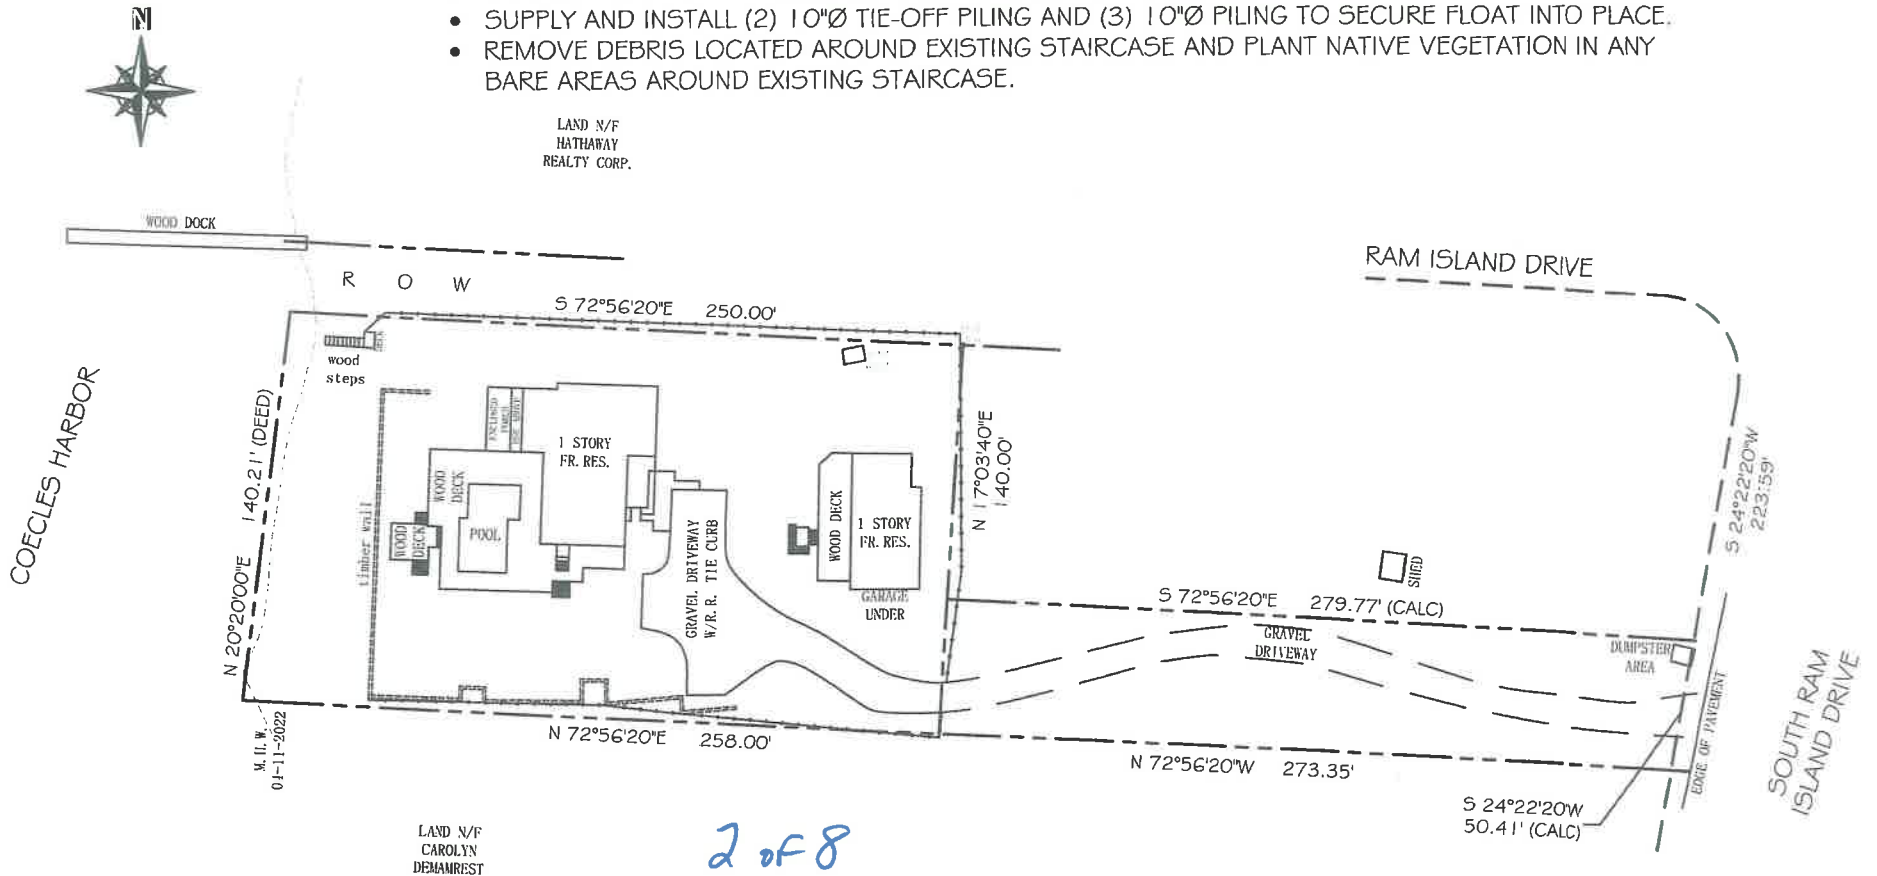 N
• SUPPLY AND INSTALL (2) 10"Ø TIE-OFF PILING AND (3) 10"Ø PILING TO SECURE FLOAT INTO PLACE.
• REMOVE DEBRIS LOCATED AROUND EXISTING STAIRCASE AND PLANT NATIVE VEGETATION IN ANY
BARE AREAS AROUND EXISTING STAIRCASE.
LAND N/F
HATHAWAY
REALTY CORP.
WOOD DOCK
R O W
RAM ISLAND DRIVE
S 72°56'20"E 250.00'
wood
steps
COECLES HARBOR
N 20°20'00"E 140.21' (DEED)
timber wall
ENCLOSED
PORCH
1 STORY
FR. RES.
WOOD
DECK
POOL
WOOD
DECK
GRAVEL DRIVEWAY
W/R.R. TIE CURB
WOOD DECK
1 STORY
FR. RES.
GARAGE
UNDER
N 17°03'40"E
140.00'
S 24°22'20"W
223.59'
SHED
S 72°56'20"E 279.77' (CALC)
GRAVEL
DRIVEWAY
DUMPSTER
AREA
EDGE OF PAVEMENT
SOUTH RAM
ISLAND DRIVE
M.H.W.
04-11-2022
N 72°56'20"E 258.00'
N 72°56'20"W 273.35'
S 24°22'20"W
50.41' (CALC)
LAND N/F
CAROLYN
DEMAMREST
2 OF 8